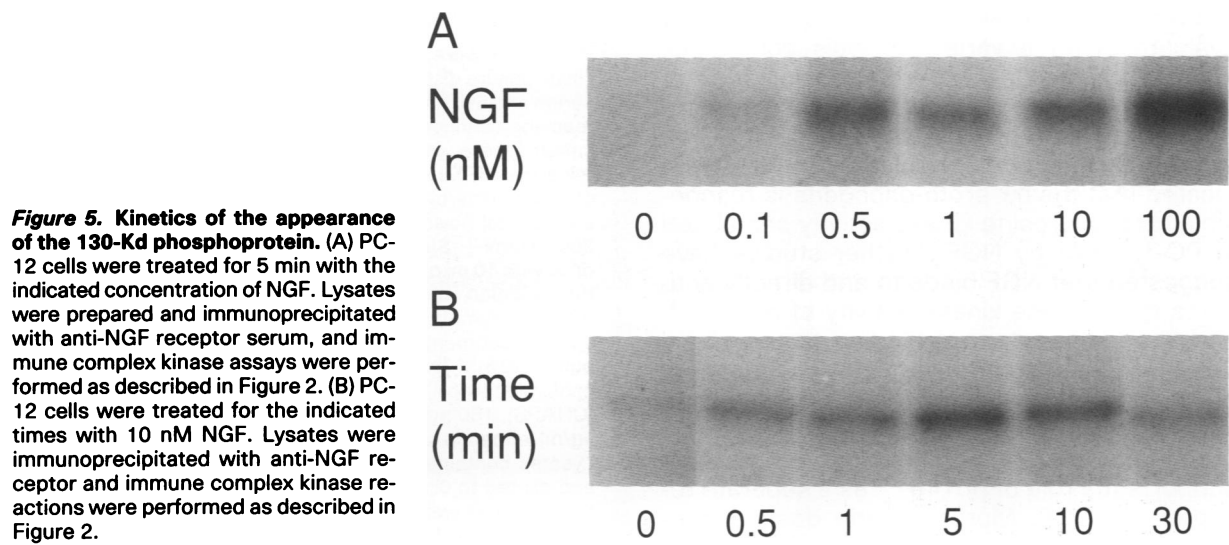 Figure 5. Kinetics of the appearance
of the 130-Kd phosphoprotein. (A) PC-
12 cells were treated for 5 min with the
indicated concentration of NGF. Lysates
were prepared and immunoprecipitated
with anti-NGF receptor serum, and im-
mune complex kinase assays were per-
formed as described in Figure 2. (B) PC-
12 cells were treated for the indicated
times with 10 nM NGF. Lysates were
immunoprecipitated with anti-NGF re-
ceptor and immune complex kinase re-
actions were performed as described in
Figure 2.
A
NGF
(nM)
0 0.1 0.5 1 10 100
B
Time
(min)
0 0.5 1 5 10 30